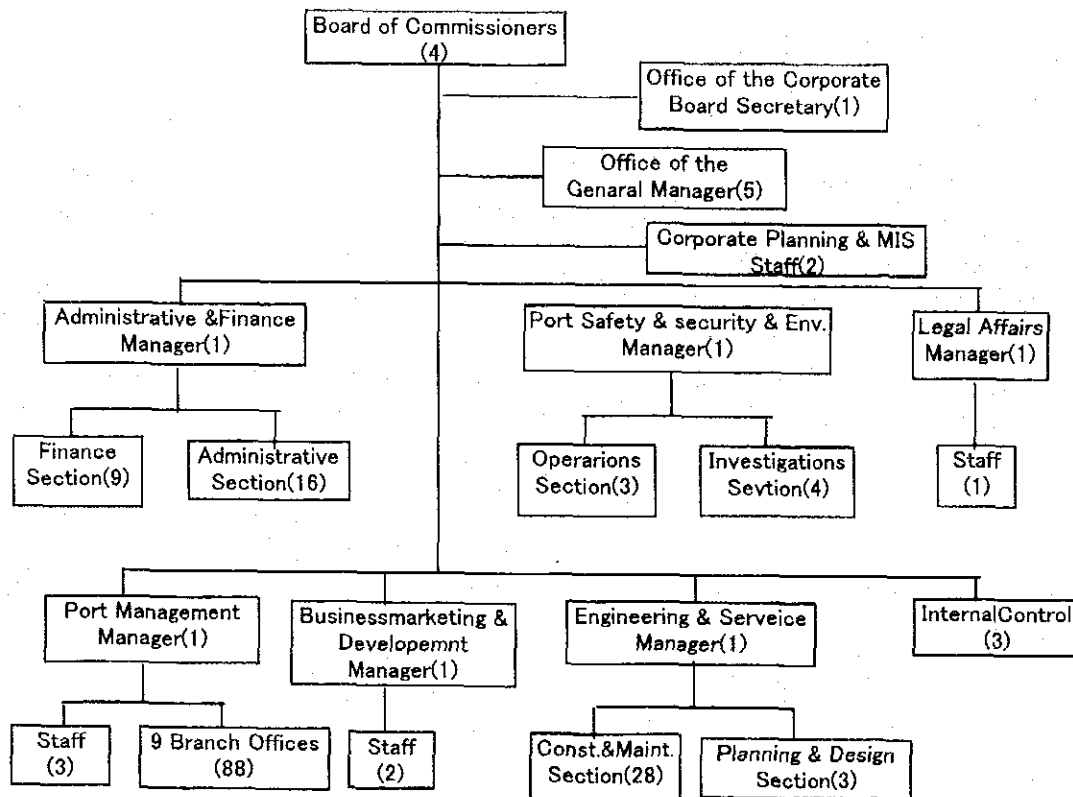 Board of Commissioners
(4)
Office of the Corporate
Board Secretary(1)
Office of the
Genaral Manager(5)
Corporate Planning & MIS
Staff(2)
Administrative &Finance
Manager(1)
Port Safety & security & Env.
Manager(1)
Legal Affairs
Manager(1)
Finance
Section(9)
Administrative
Section(16)
Operarions
Section(3)
Investigations
Sevtion(4)
Staff
(1)
Port Management
Manager(1)
Businessmarketing &
Developemnt
Manager(1)
Engineering & Serveice
Manager(1)
InternalControl
(3)
Staff
(3)
9 Branch Offices
(88)
Staff
(2)
Const.&Maint.
Section(28)
Planning & Design
Section(3)